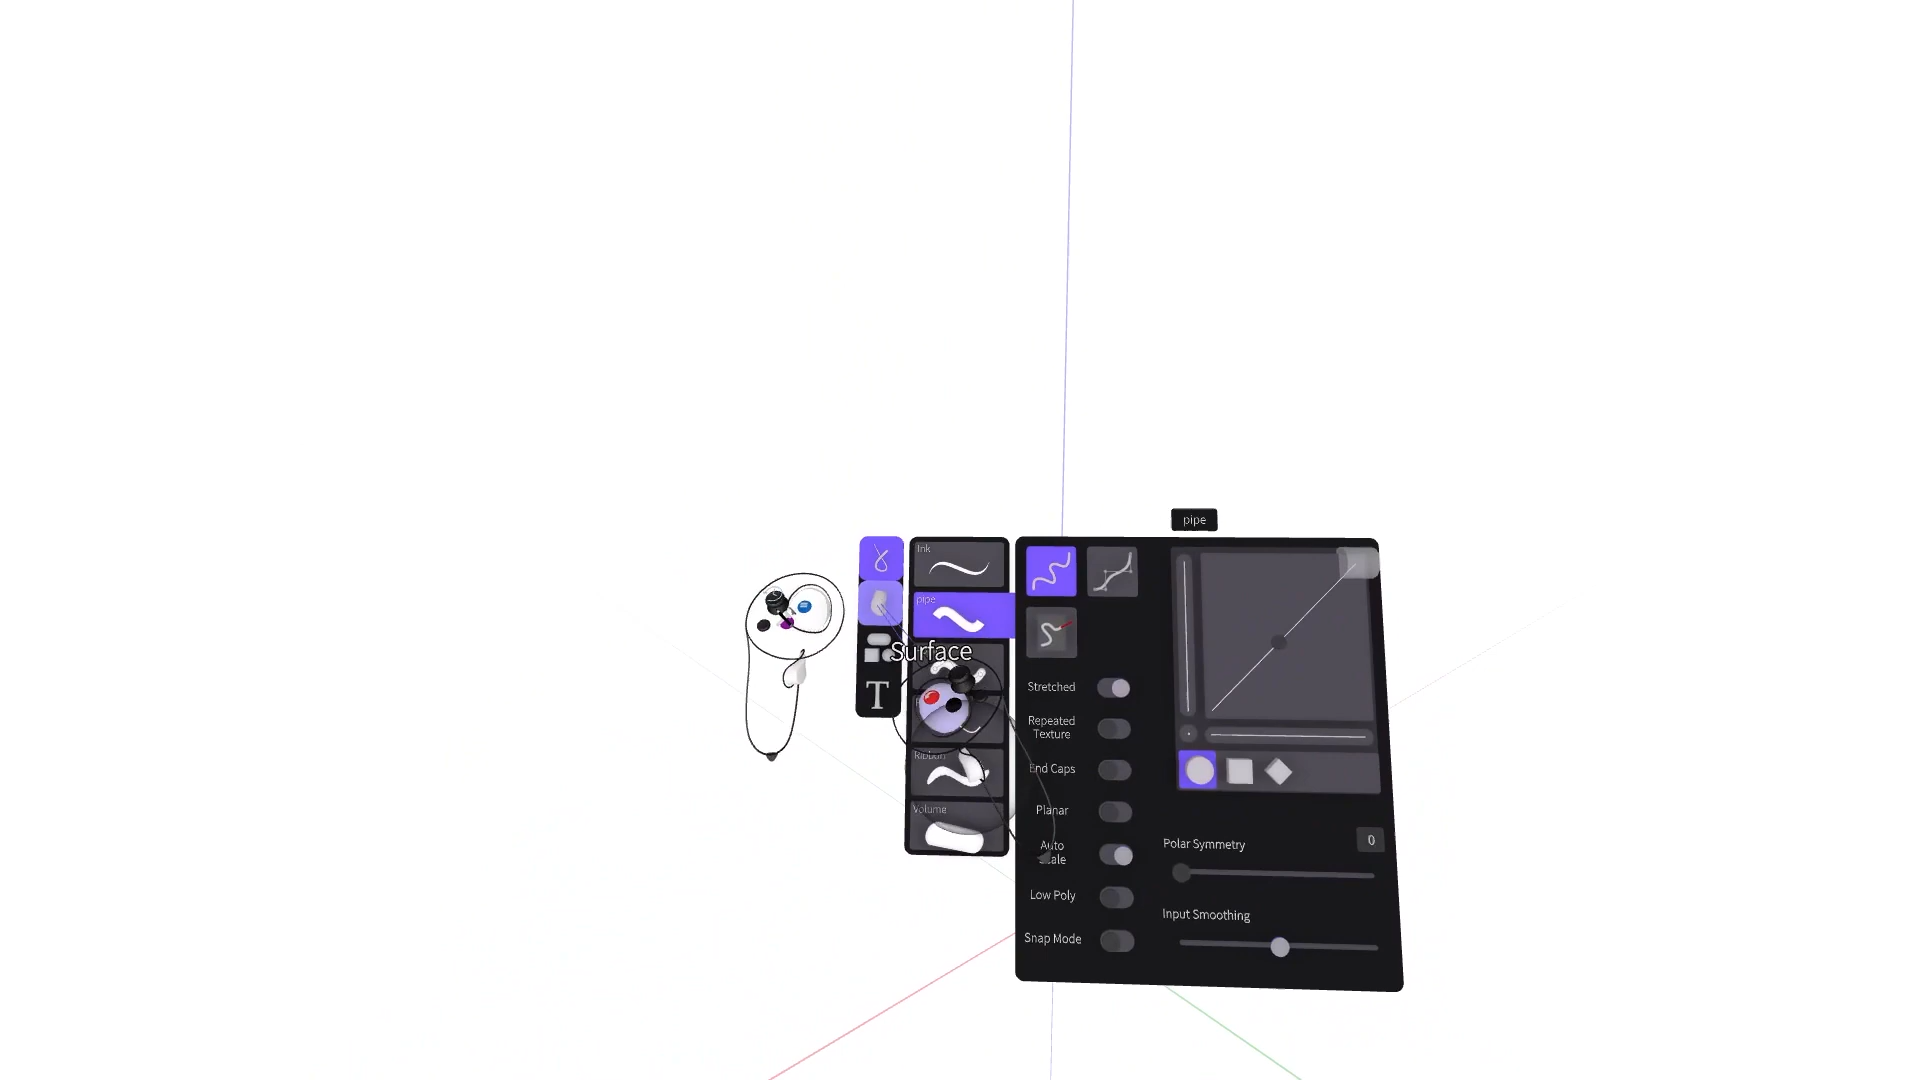 pipe
Ink
pipe
Surface
T
Ribbon
Volume
Stretched
Repeated
Texture
End Caps
Planar
Auto
Scale
Low Poly
Snap Mode
0
Polar Symmetry
Input Smoothing